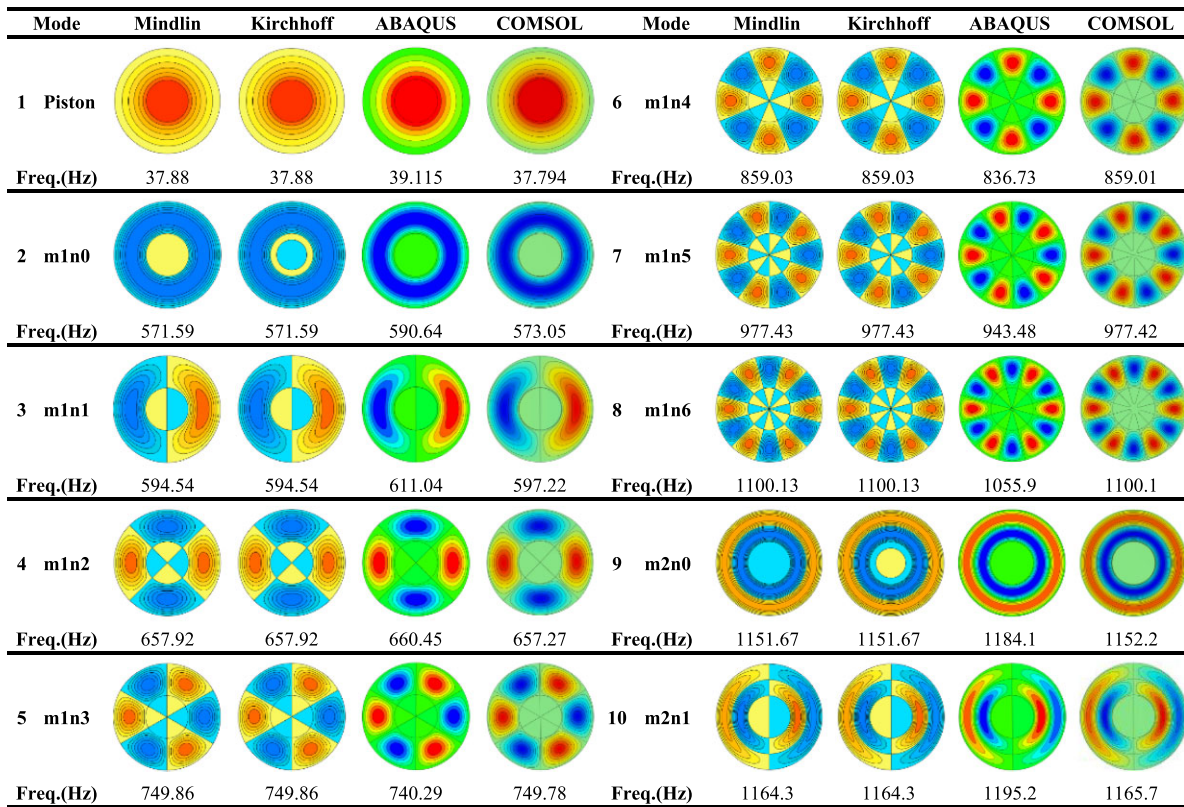 Mode Mindlin Kirchhoff ABAQUS COMSOL Mode Mindlin Kirchhoff ABAQUS COMSOL
1 Piston 6 m1n4
Freq.(Hz) 37.88 37.88 39.115 37.794 Freq.(Hz) 859.03 859.03 836.73 859.01
2 m1n0 7 m1n5
Freq.(Hz) 571.59 571.59 590.64 573.05 Freq.(Hz) 977.43 977.43 943.48 977.42
3 m1n1 8 m1n6
Freq.(Hz) 594.54 594.54 611.04 597.22 Freq.(Hz) 1100.13 1100.13 1055.9 1100.1
4 m1n2 9 m2n0
Freq.(Hz) 657.92 657.92 660.45 657.27 Freq.(Hz) 1151.67 1151.67 1184.1 1152.2
5 m1n3 10 m2n1
Freq.(Hz) 749.86 749.86 740.29 749.78 Freq.(Hz) 1164.3 1164.3 1195.2 1165.7